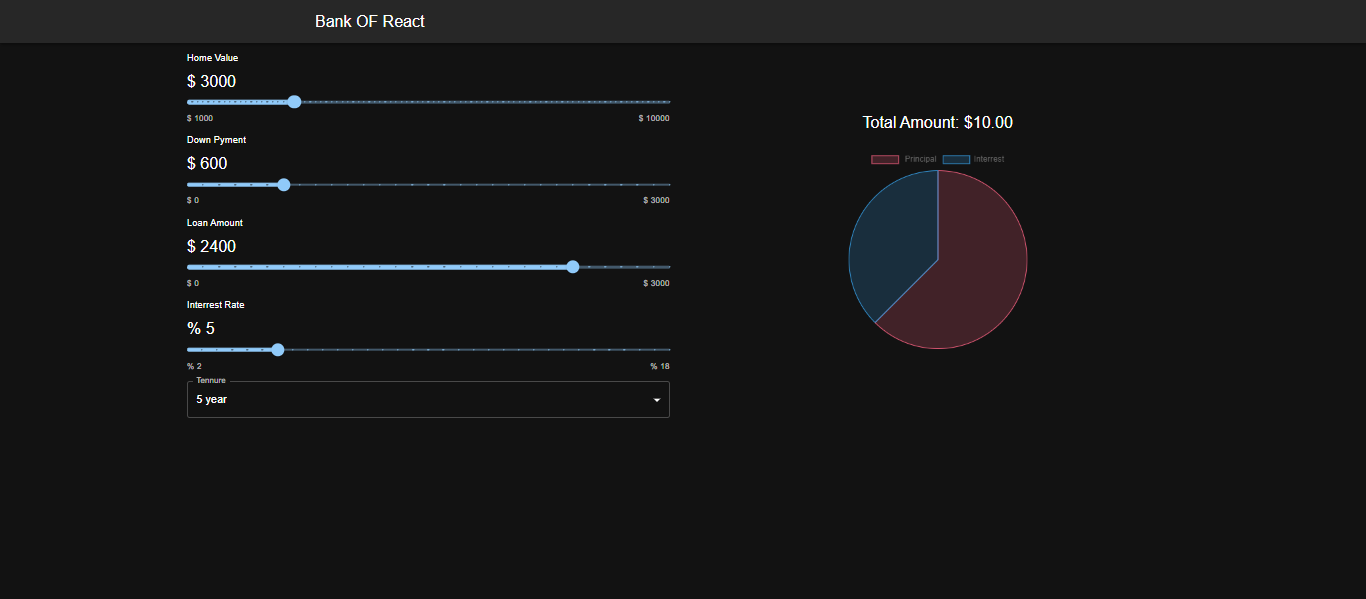 Bank OF React
Home Value
$ 3000
$ 1000 $ 10000
Down Pyment
$ 600
$ 0 $ 3000
Loan Amount
$ 2400
$ 0 $ 3000
Interrest Rate
% 5
% 2 % 18
Tennure
5 year
Total Amount: $10.00
Principal Interrest